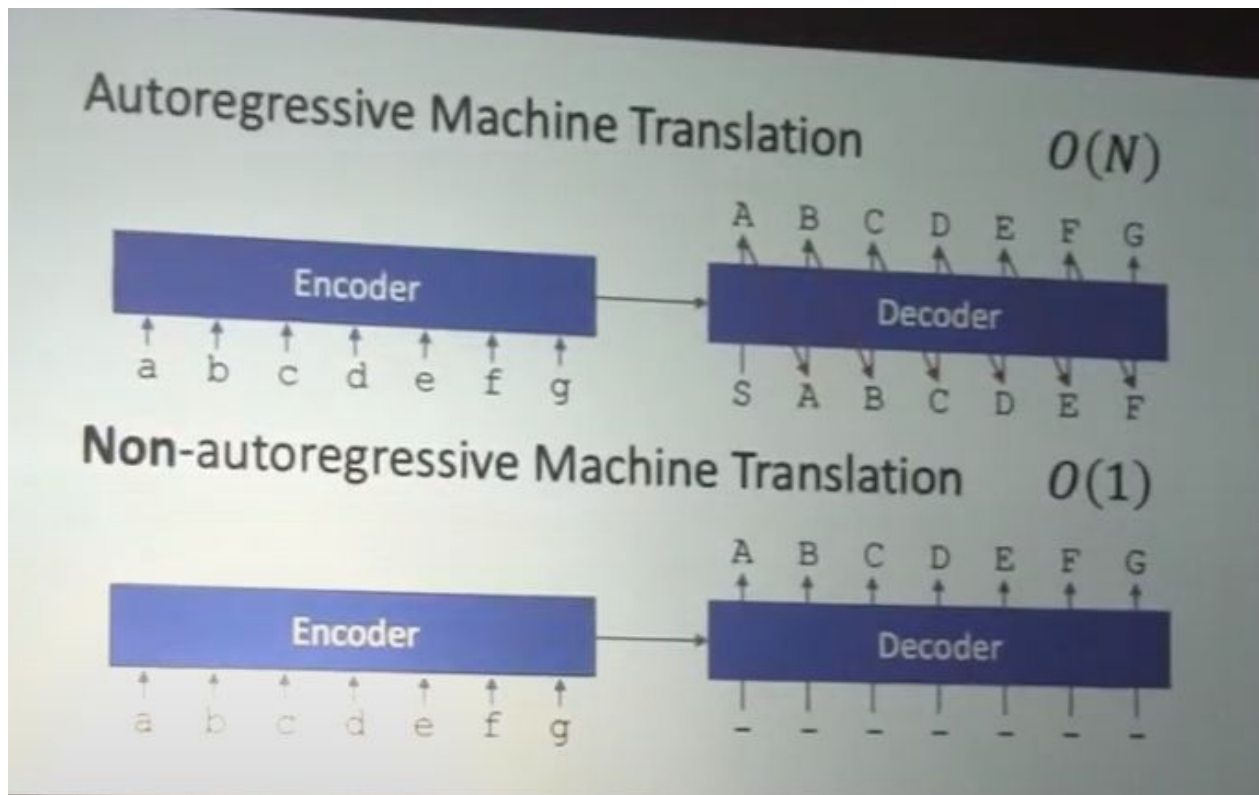 Autoregressive Machine Translation O(N)
A B C D E F G
Encoder Decoder
a b c d e f g
S A B C D E F
Non-autoregressive Machine Translation O(1)
A B C D E F G
Encoder Decoder
a b c d e f g
- - - - - - -